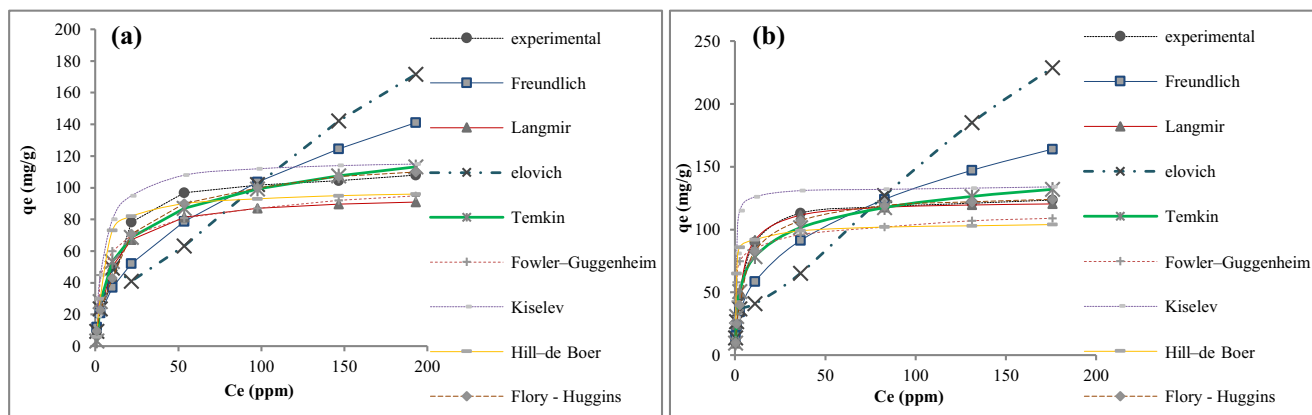 (a)
qe (mg/g)
200
180
160
140
120
100
80
60
40
20
0
0
50
100
150
200
Ce (ppm)
experimental
Freundlich
Langmir
elovich
Temkin
Fowler–Guggenheim
Kiselev
Hill–de Boer
Flory - Huggins
(b)
qe (mg/g)
250
200
150
100
50
0
0
50
100
150
200
Ce (ppm)
experimental
Freundlich
Langmir
elovich
Temkin
Fowler–Guggenheim
Kiselev
Hill–de Boer
Flory - Huggins